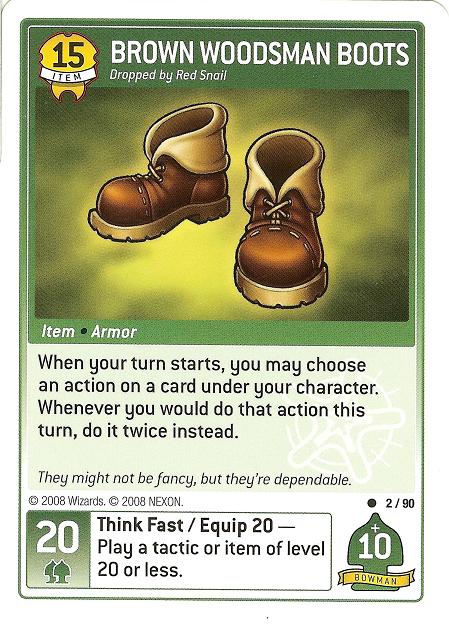 15
ITEM
BROWN WOODSMAN BOOTS
Dropped by Red Snail
Item • Armor
When your turn starts, you may choose
an action on a card under your character.
Whenever you would do that action this
turn, do it twice instead.
They might not be fancy, but they're dependable.
© 2008 Wizards. © 2008 NEXON.
● 2 / 90
20
Think Fast / Equip 20 —
Play a tactic or item of level
20 or less.
+
10
BOWMAN